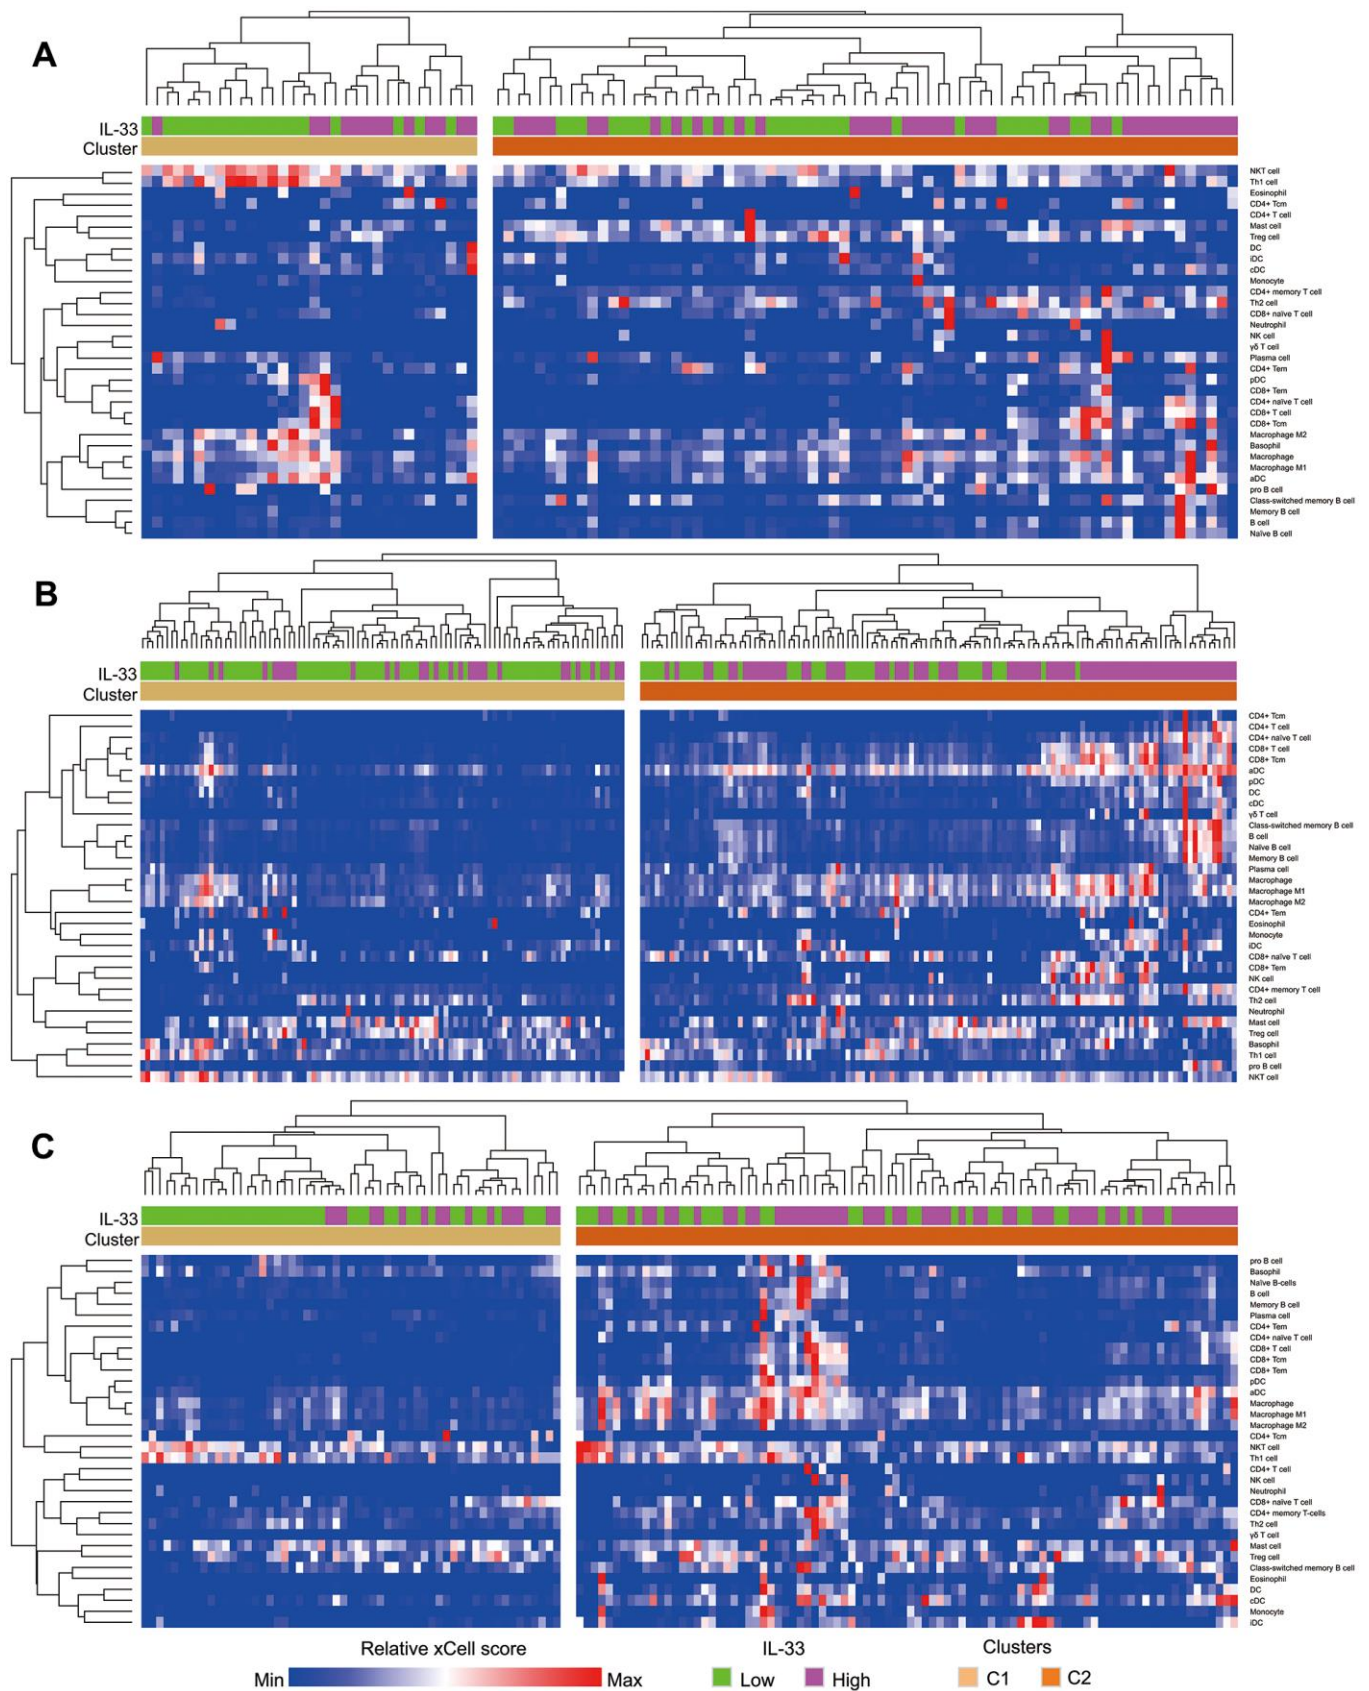 A
IL-33
Cluster
NKT cell
Th1 cell
Eosinophil
CD4+ Tcm
CD4+ T cell
Mast cell
Treg cell
DC
iDC
cDC
Monocyte
CD4+ memory T cell
Th2 cell
CD8+ naïve T cell
Neutrophil
NK cell
γδ T cell
Plasma cell
CD4+ Tem
pDC
CD8+ Tem
CD4+ naïve T cell
CD8+ T cell
CD8+ Tcm
Macrophage M2
Basophil
Macrophage
Macrophage M1
aDC
pro B cell
Class-switched memory B cell
Memory B cell
B cell
Naïve B cell
B
IL-33
Cluster
CD4+ Tcm
CD4+ T cell
CD4+ naïve T cell
CD8+ T cell
CD8+ Tcm
aDC
pDC
DC
cDC
γδ T cell
Class-switched memory B cell
B cell
Naïve B cell
Memory B cell
Plasma cell
Macrophage
Macrophage M1
Macrophage M2
CD4+ Tem
Eosinophil
Monocyte
iDC
CD8+ naïve T cell
CD8+ Tem
NK cell
CD4+ memory T cell
Th2 cell
Neutrophil
Mast cell
Treg cell
Basophil
Th1 cell
pro B cell
NKT cell
C
IL-33
Cluster
pro B cell
Basophil
Naïve B-cells
B cell
Memory B cell
Plasma cell
CD4+ Tem
CD4+ naïve T cell
CD8+ T cell
CD8+ Tcm
CD8+ Tem
pDC
aDC
Macrophage
Macrophage M1
Macrophage M2
CD4+ Tcm
NKT cell
Th1 cell
CD4+ T cell
NK cell
Neutrophil
CD8+ naïve T cell
CD4+ memory T-cells
Th2 cell
γδ T cell
Mast cell
Treg cell
Class-switched memory B cell
Eosinophil
DC
cDC
Monocyte
iDC
Relative xCell score
IL-33
Clusters
Min
Max
Low
High
C1
C2